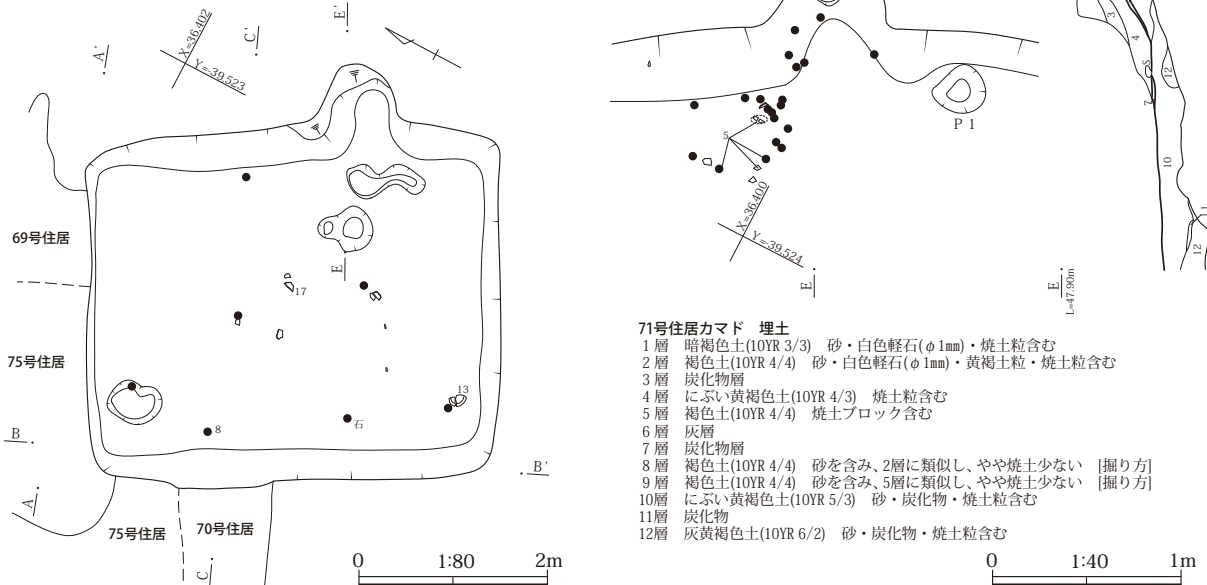 A'
X=36.402
Y=-39.523
C'
E'
69号住居
75号住居
E
17
13
8
石
B
B'
A
75号住居
70号住居
C
0 1:80 2m
5
P 1
X=36.400
Y=-39.524
E
E'
L=47.90m
3
4
S
12
7
10
11
12
71号住居カマド　埋土
1 層　暗褐色土(10YR 3/3)　砂・白色軽石(φ1㎜)・焼土粒含む
2 層　褐色土(10YR 4/4)　砂・白色軽石(φ1㎜)・黄褐土粒・焼土粒含む
3 層　炭化物層
4 層　にぶい黄褐色土(10YR 4/3)　焼土粒含む
5 層　褐色土(10YR 4/4)　焼土ブロック含む
6 層　灰層
7 層　炭化物層
8 層　褐色土(10YR 4/4)　砂を含み、2層に類似し、やや焼土少ない　[掘り方]
9 層　褐色土(10YR 4/4)　砂を含み、5層に類似し、やや焼土少ない　[掘り方]
10層　にぶい黄褐色土(10YR 5/3)　砂・炭化物・焼土粒含む
11層　炭化物
12層　灰黄褐色土(10YR 6/2)　砂・炭化物・焼土粒含む
0 1:40 1m